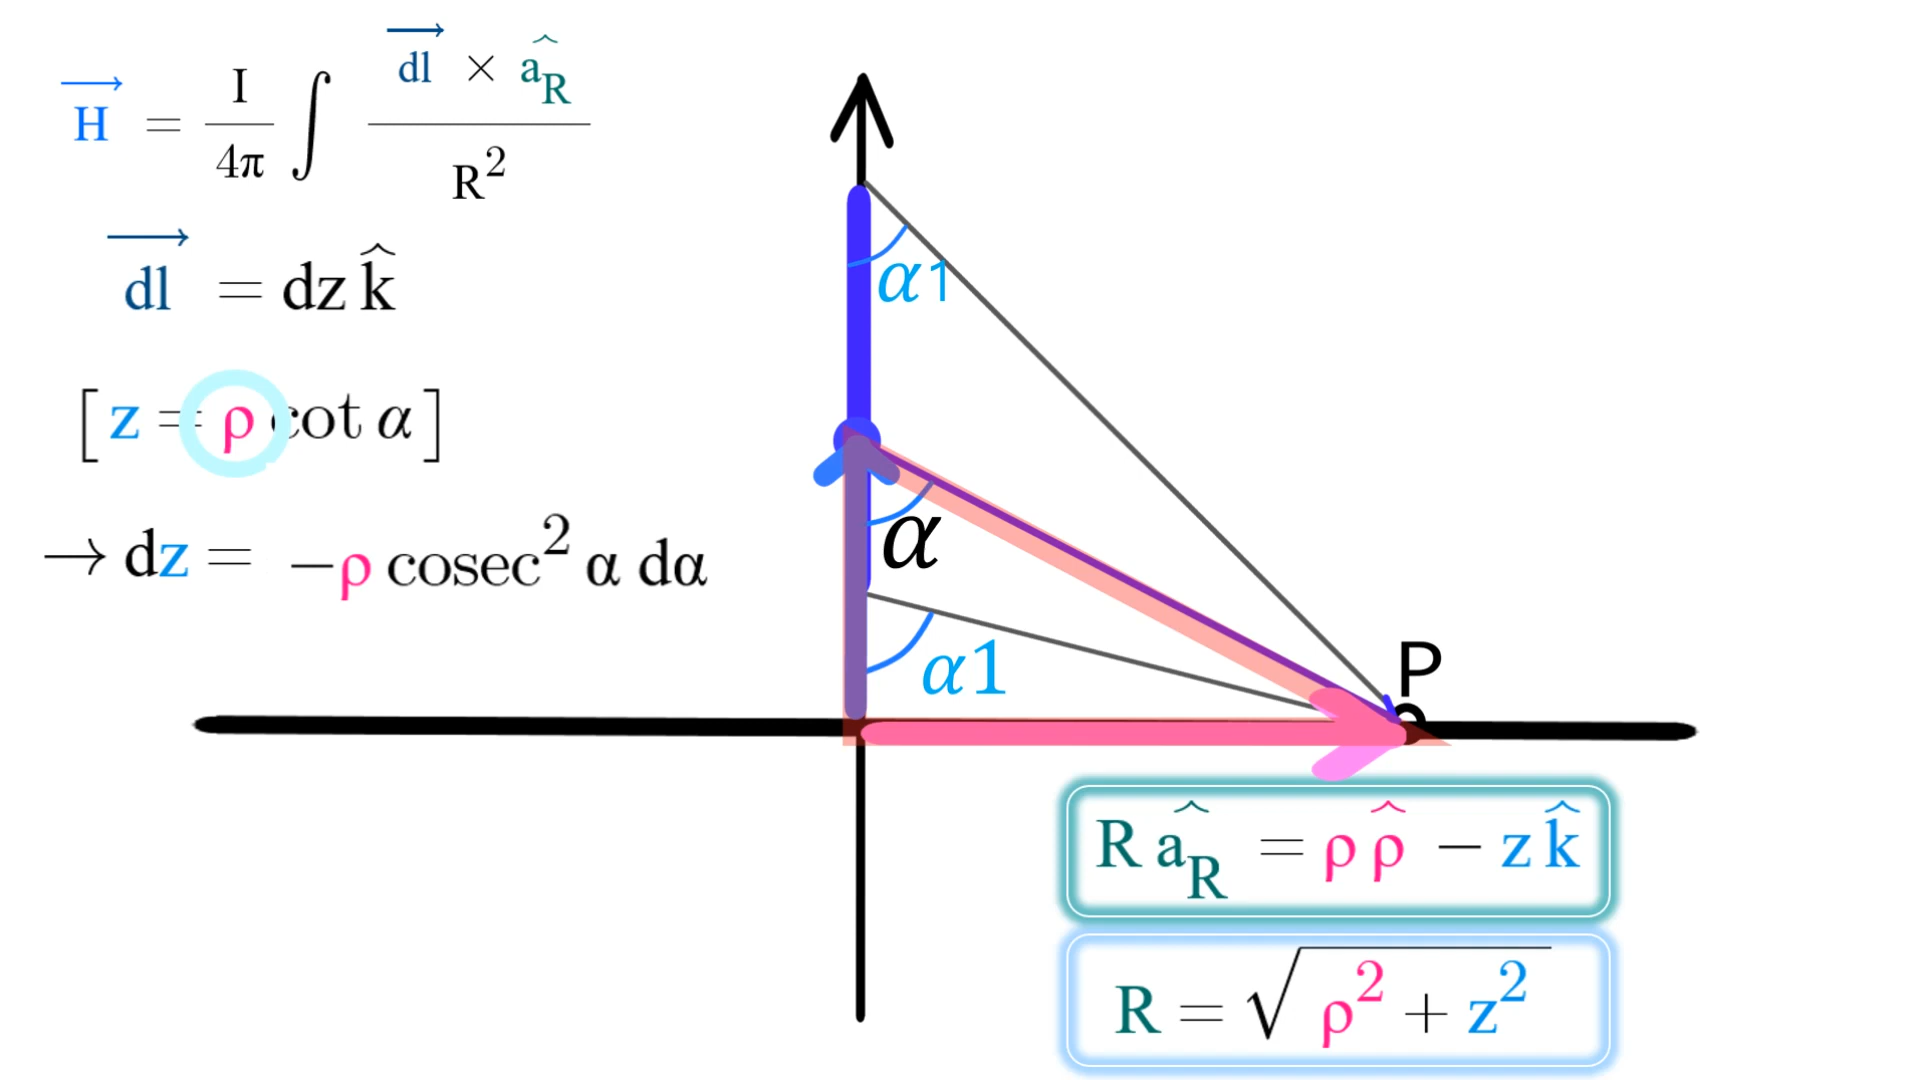 H⃗ = I/4π ∫ dl⃗ × a_R̂ / R²
dl⃗ = dz k̂
[z = ρ cot α]
→ dz = −ρ cosec² α dα
α1
α
α1
P
R a_R̂ = ρ ρ̂ − z k̂
R = √(ρ² + z²)